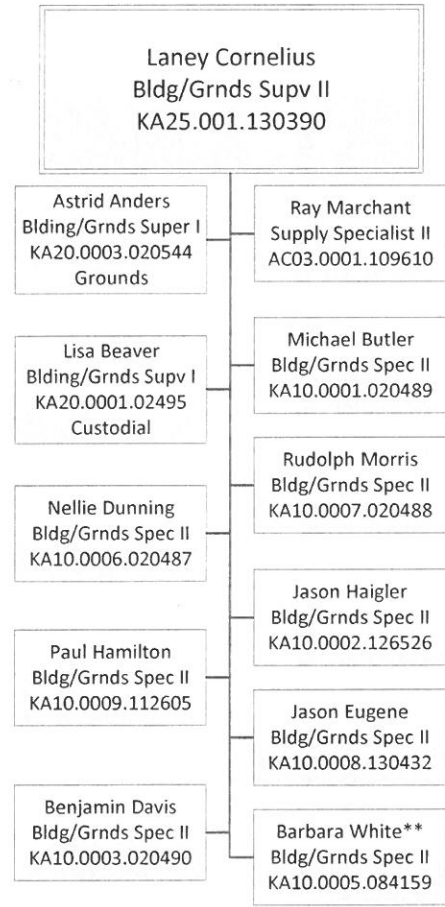 Laney Cornelius
Bldg/Grnds Supv II
KA25.001.130390
Astrid Anders
Blding/Grnds Super I
KA20.0003.020544
Grounds
Ray Marchant
Supply Specialist II
AC03.0001.109610
Lisa Beaver
Blding/Grnds Supv I
KA20.0001.02495
Custodial
Michael Butler
Bldg/Grnds Spec II
KA10.0001.020489
Nellie Dunning
Bldg/Grnds Spec II
KA10.0006.020487
Rudolph Morris
Bldg/Grnds Spec II
KA10.0007.020488
Paul Hamilton
Bldg/Grnds Spec II
KA10.0009.112605
Jason Haigler
Bldg/Grnds Spec II
KA10.0002.126526
Benjamin Davis
Bldg/Grnds Spec II
KA10.0003.020490
Jason Eugene
Bldg/Grnds Spec II
KA10.0008.130432
Barbara White**
Bldg/Grnds Spec II
KA10.0005.084159